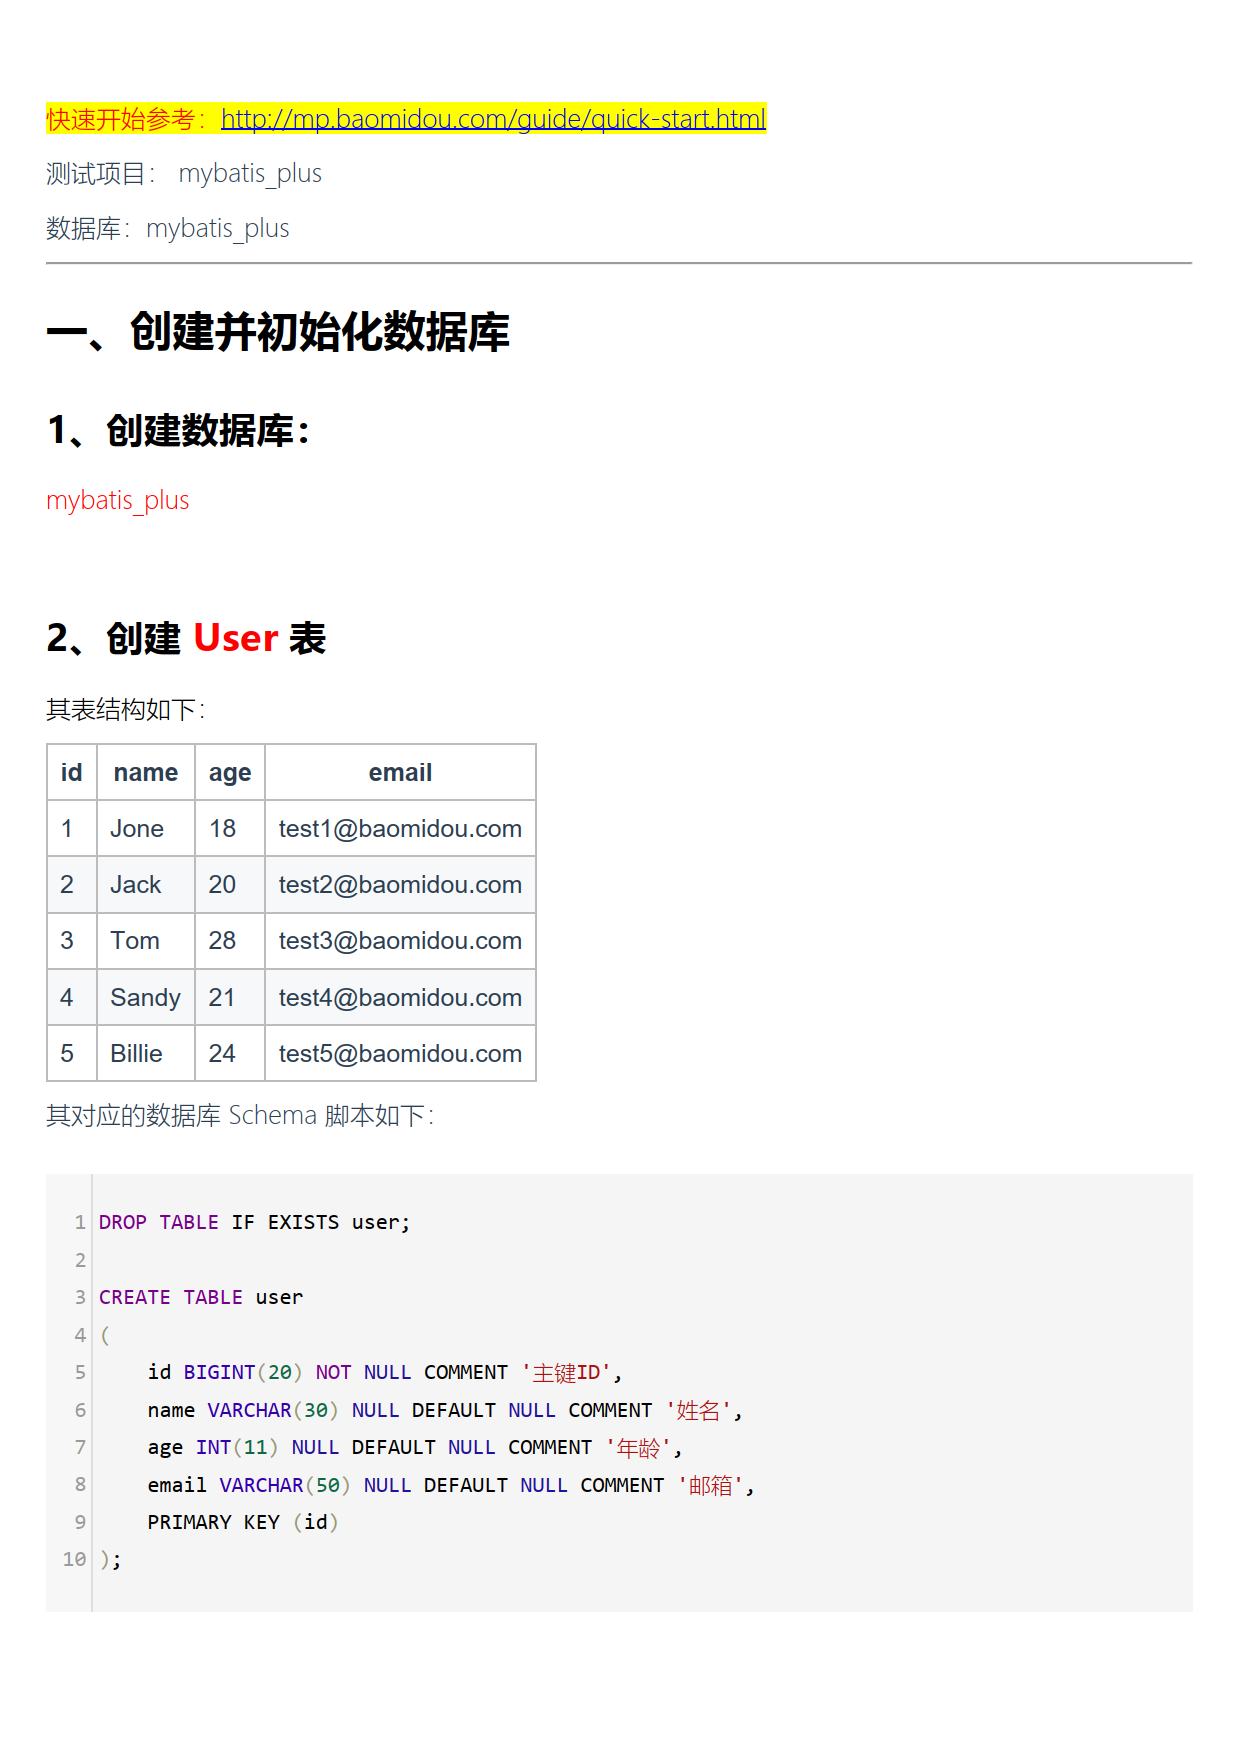 快速开始参考：http://mp.baomidou.com/guide/quick-start.html
测试项目： mybatis_plus
数据库：mybatis_plus
一、创建并初始化数据库
1、创建数据库：
mybatis_plus
2、创建 User 表
其表结构如下：
id name age email
1 Jone 18 test1@baomidou.com
2 Jack 20 test2@baomidou.com
3 Tom 28 test3@baomidou.com
4 Sandy 21 test4@baomidou.com
5 Billie 24 test5@baomidou.com
其对应的数据库 Schema 脚本如下：
1 DROP TABLE IF EXISTS user;
2
3 CREATE TABLE user
4 (
5     id BIGINT(20) NOT NULL COMMENT '主键ID',
6     name VARCHAR(30) NULL DEFAULT NULL COMMENT '姓名',
7     age INT(11) NULL DEFAULT NULL COMMENT '年龄',
8     email VARCHAR(50) NULL DEFAULT NULL COMMENT '邮箱',
9     PRIMARY KEY (id)
10 );